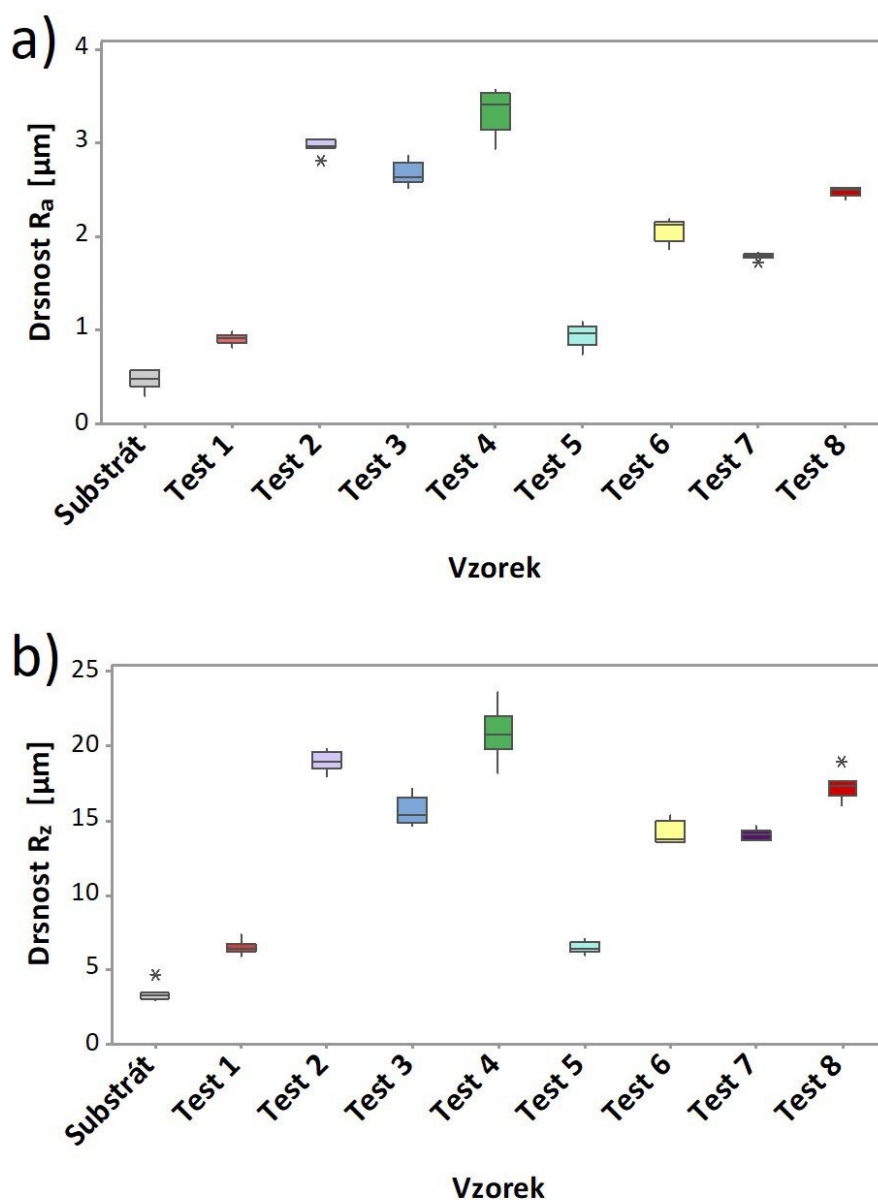 a)
Drsnost Rₐ [μm]
4
3
2
1
0
Substrát
Test 1
Test 2
Test 3
Test 4
Test 5
Test 6
Test 7
Test 8
Vzorek
b)
Drsnost R_z [μm]
25
20
15
10
5
0
Substrát
Test 1
Test 2
Test 3
Test 4
Test 5
Test 6
Test 7
Test 8
Vzorek